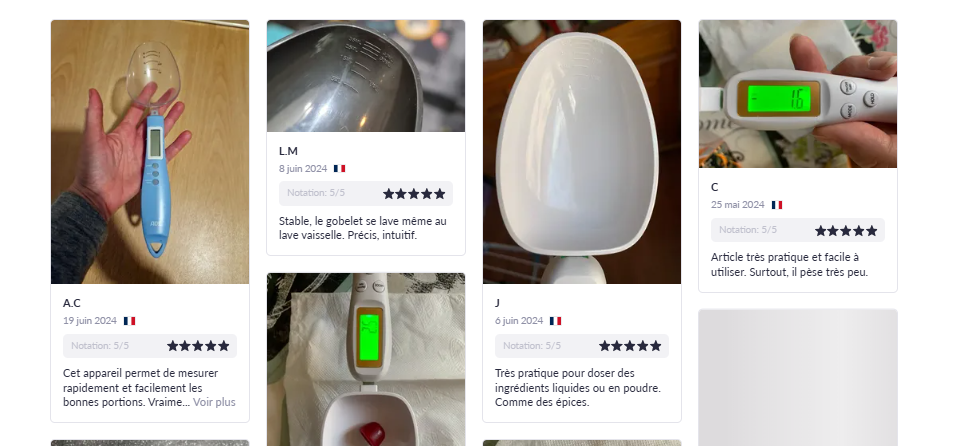 A.C
19 juin 2024
Notation: 5/5
Cet appareil permet de mesurer
rapidement et facilement les
bonnes portions. Vraime... Voir plus
L.M
8 juin 2024
Notation: 5/5
Stable, le gobelet se lave même au
lave vaisselle. Précis, intuitif.
J
6 juin 2024
Notation: 5/5
Très pratique pour doser des
ingrédients liquides ou en poudre.
Comme des épices.
16
HOLD
MODE
C
25 mai 2024
Notation: 5/5
Article très pratique et facile à
utiliser. Surtout, il pèse très peu.